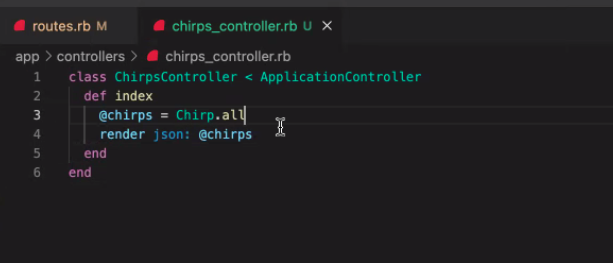 routes.rb M chirps_controller.rb U ×
app > controllers > chirps_controller.rb
1 class ChirpsController < ApplicationController
2   def index
3     @chirps = Chirp.all
4     render json: @chirps
5   end
6 end